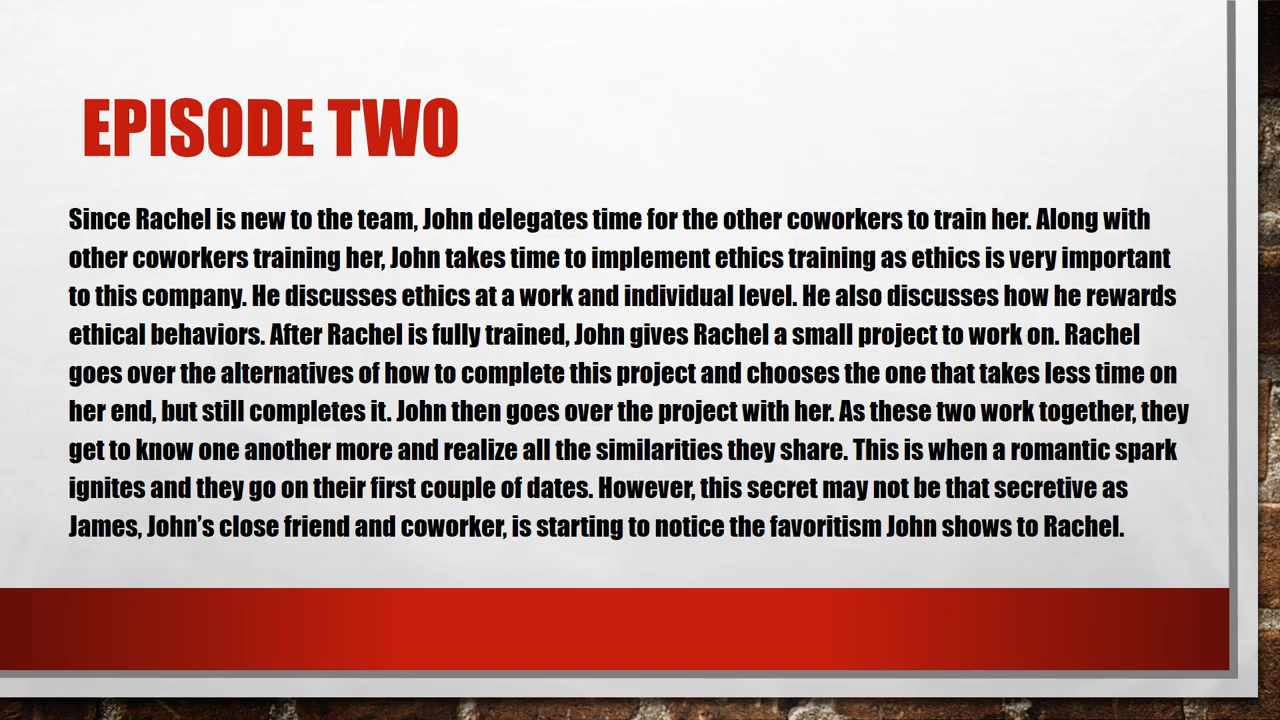 EPISODE TWO
Since Rachel is new to the team, John delegates time for the other coworkers to train her. Along with
other coworkers training her, John takes time to implement ethics training as ethics is very important
to this company. He discusses ethics at a work and individual level. He also discusses how he rewards
ethical behaviors. After Rachel is fully trained, John gives Rachel a small project to work on. Rachel
goes over the alternatives of how to complete this project and chooses the one that takes less time on
her end, but still completes it. John then goes over the project with her. As these two work together, they
get to know one another more and realize all the similarities they share. This is when a romantic spark
ignites and they go on their first couple of dates. However, this secret may not be that secretive as
James, John’s close friend and coworker, is starting to notice the favoritism John shows to Rachel.